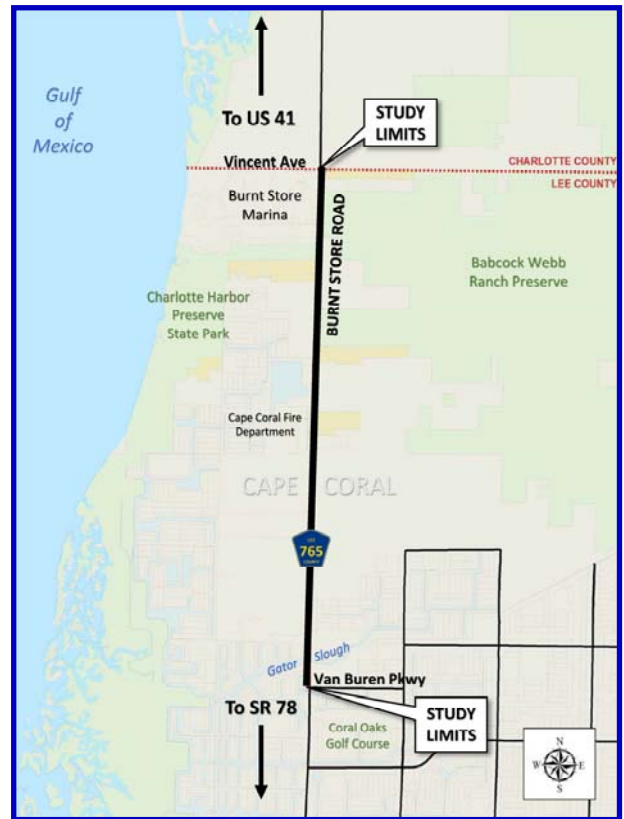 Gulf
of
Mexico
To US 41
STUDY
LIMITS
Vincent Ave
CHARLOTTE COUNTY
LEE COUNTY
Burnt Store
Marina
BURNT STORE ROAD
Babcock Webb
Ranch Preserve
Charlotte Harbor
Preserve
State Park
Cape Coral Fire
Department
CAPE CORAL
LEE
765
COUNTY
Gator Slough
Van Buren Pkwy
To SR 78
STUDY
LIMITS
Coral Oaks
Golf Course
N
W E
S